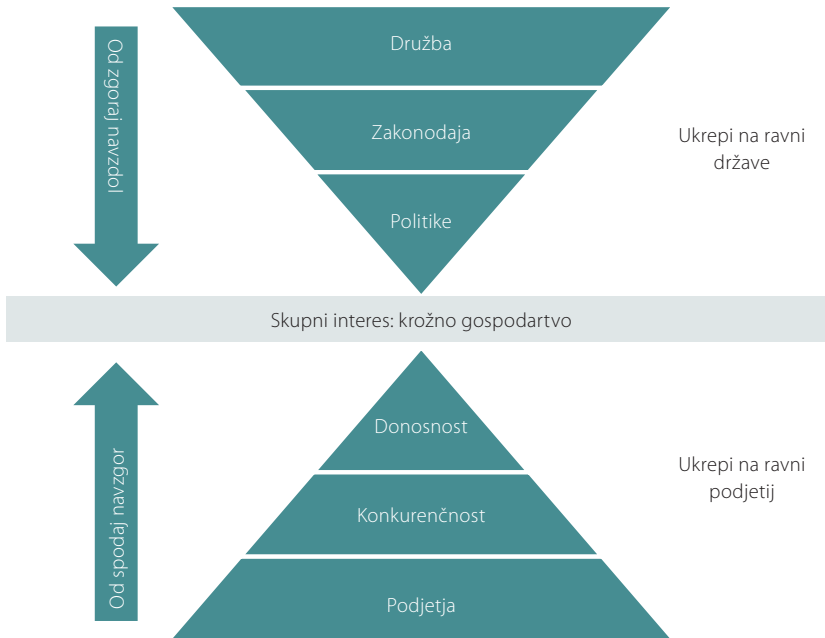 Od zgoraj navzdol
Družba
Zakonodaja
Politike
Ukrepi na ravni
države
Skupni interes: krožno gospodartvo
Od spodaj navzgor
Donosnost
Konkurenčnost
Podjetja
Ukrepi na ravni
podjetij